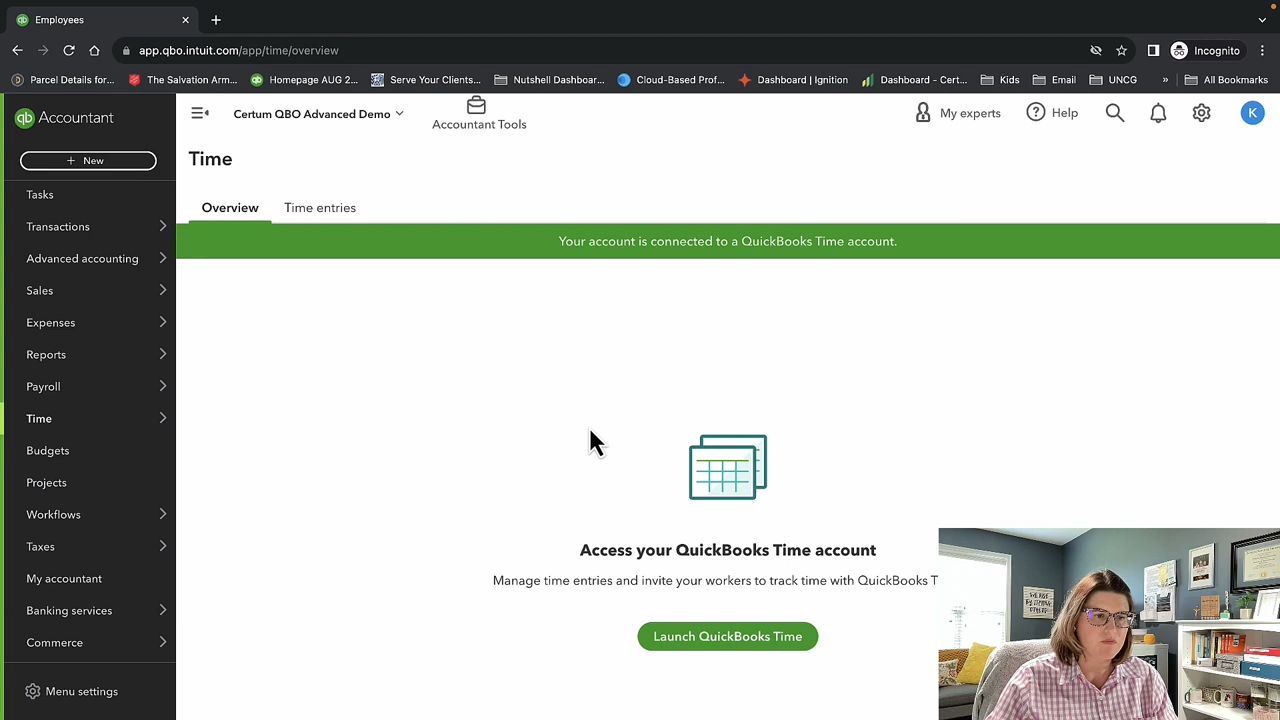 Employees
app.qbo.intuit.com/app/time/overview
Incognito
Parcel Details for...
The Salvation Arm...
Homepage AUG 2...
Serve Your Clients...
Nutshell Dashboar...
Cloud-Based Prof...
Dashboard | Ignition
Dashboard - Cert...
Kids
Email
UNCG
» All Bookmarks
qb Accountant
Certum QBO Advanced Demo
Accountant Tools
My experts
Help
K
+ New
Time
Overview
Time entries
Your account is connected to a QuickBooks Time account.
Tasks
Transactions
Advanced accounting
Sales
Expenses
Reports
Payroll
Time
Budgets
Projects
Workflows
Taxes
My accountant
Banking services
Commerce
Menu settings
Access your QuickBooks Time account
Manage time entries and invite your workers to track time with QuickBooks T
Launch QuickBooks Time